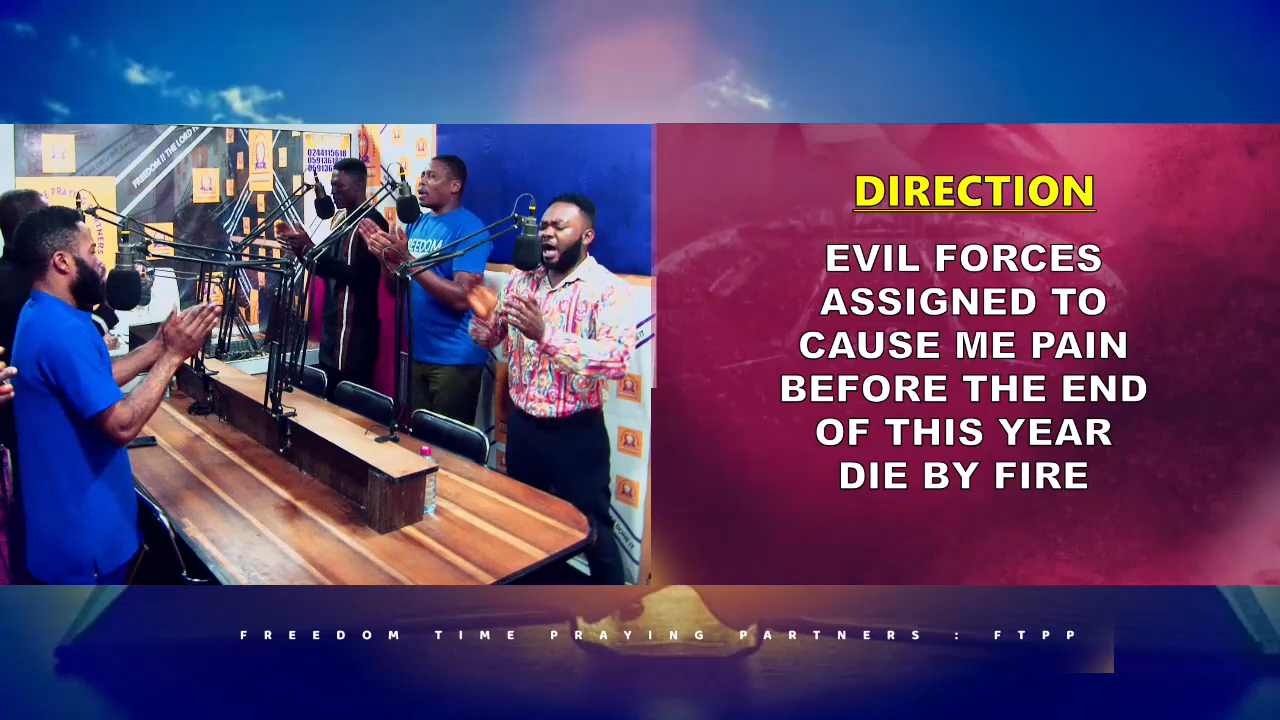 FREEDOM
DIRECTION
EVIL FORCES
ASSIGNED TO
CAUSE ME PAIN
BEFORE THE END
OF THIS YEAR
DIE BY FIRE
FREEDOM TIME PRAYING PARTNERS : FTPP